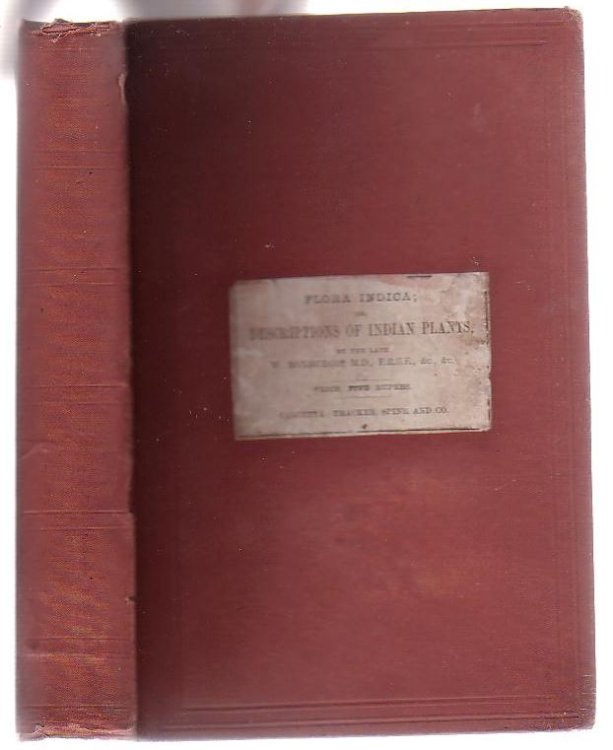 FLORA INDICA;
OR,
DESCRIPTIONS OF INDIAN PLANTS,
BY THE LATE
W. ROXBURGH, M.D., F.R.S.E., &c., &c.
PRICE, FIVE RUPEES.
CALCUTTA: THACKER, SPINK, AND CO.